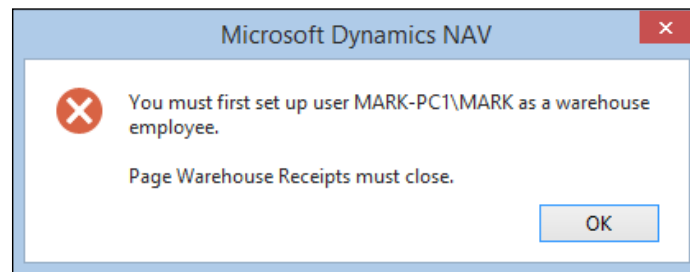 Microsoft Dynamics NAV
You must first set up user MARK-PC1\MARK as a warehouse
employee.
Page Warehouse Receipts must close.
OK